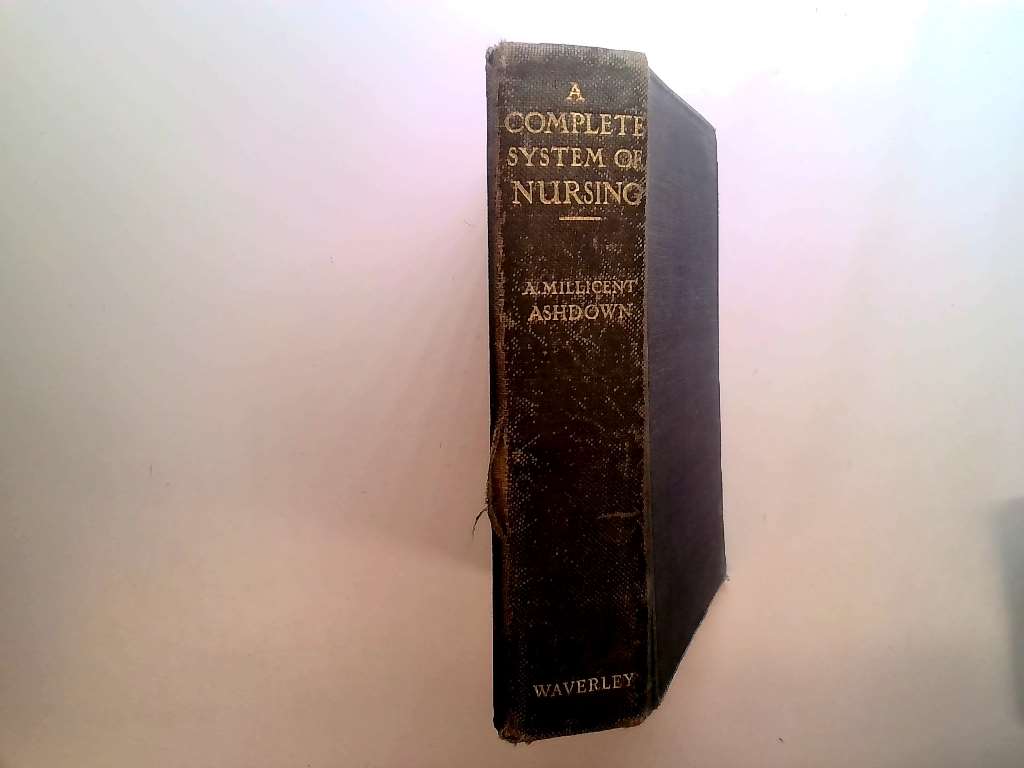 A
COMPLETE
SYSTEM OF
NURSING
A. MILLICENT
ASHDOWN
WAVERLEY